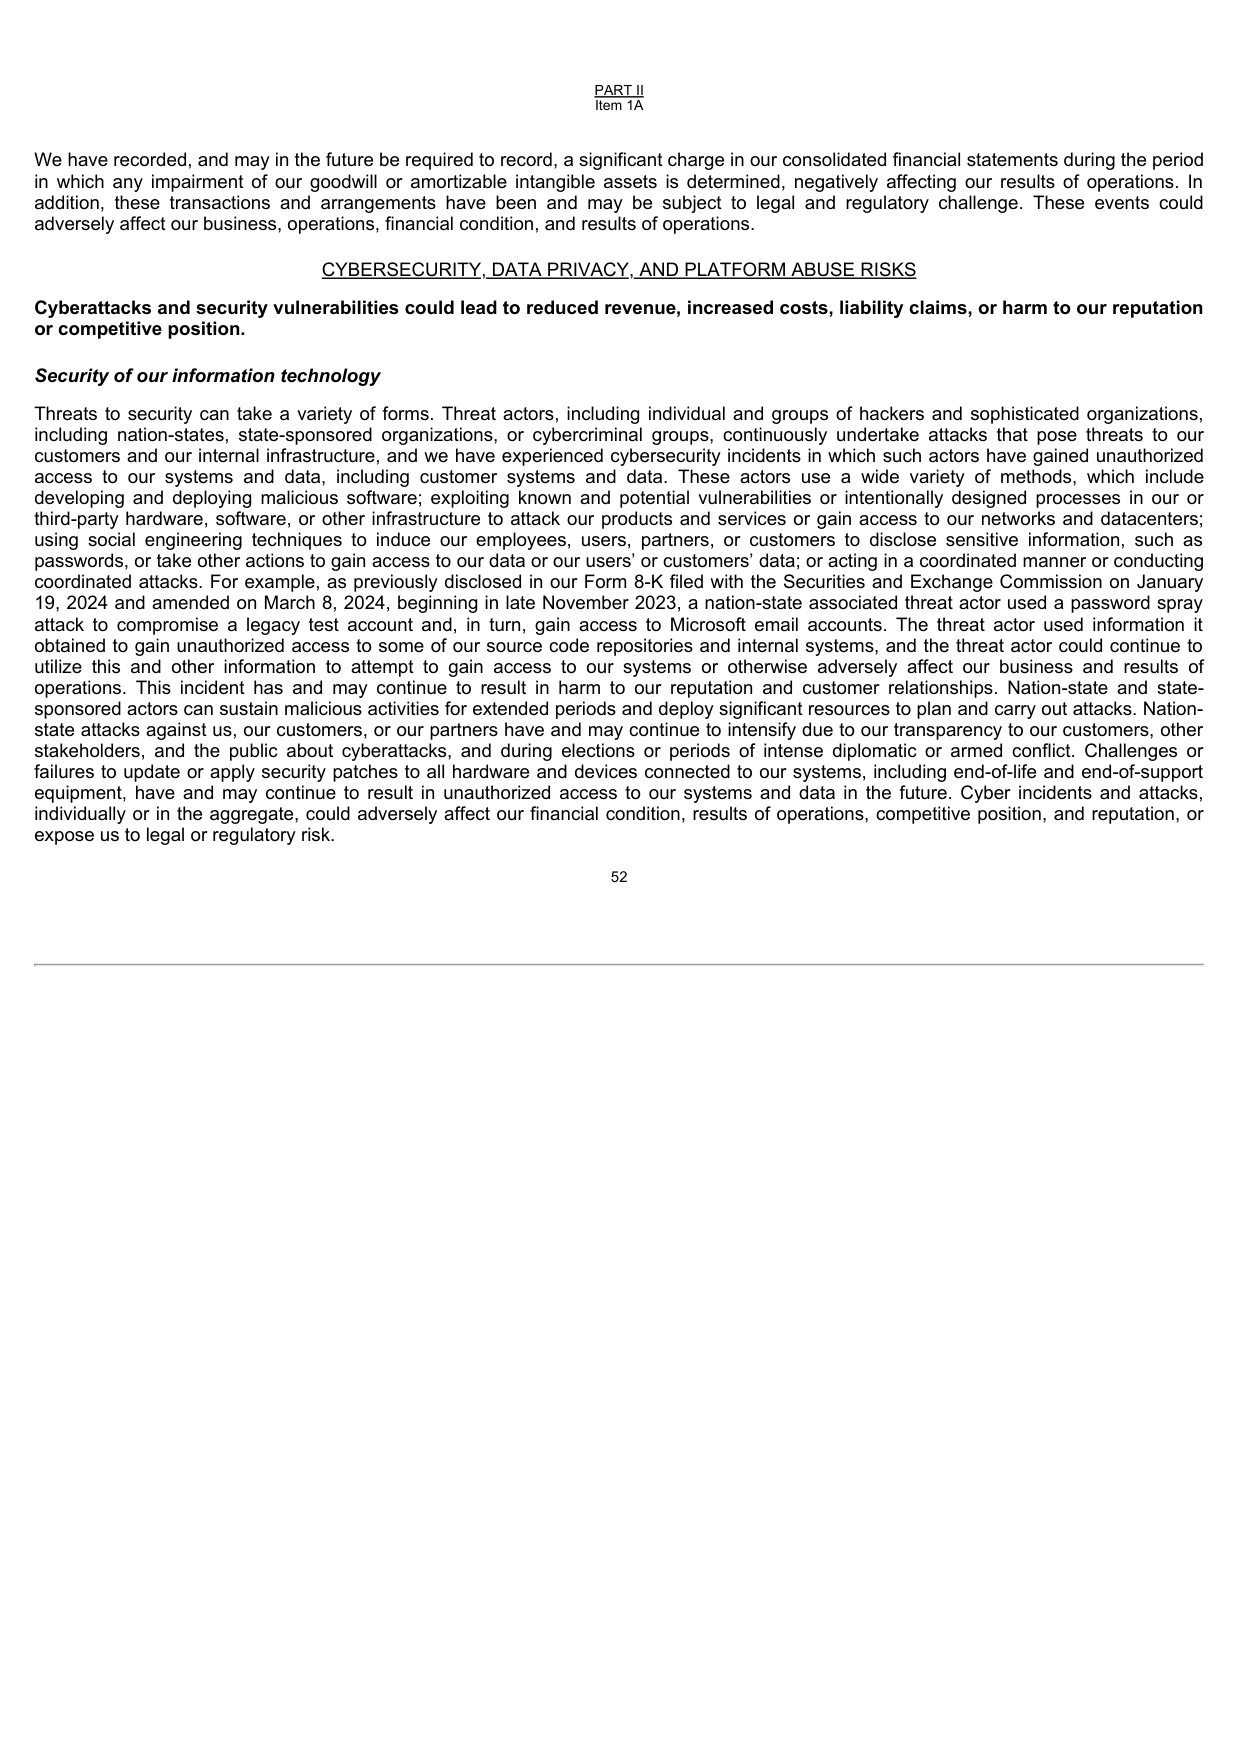 PART II
Item 1A
We have recorded, and may in the future be required to record, a significant charge in our consolidated financial statements during the period
in which any impairment of our goodwill or amortizable intangible assets is determined, negatively affecting our results of operations. In
addition, these transactions and arrangements have been and may be subject to legal and regulatory challenge. These events could
adversely affect our business, operations, financial condition, and results of operations.
CYBERSECURITY, DATA PRIVACY, AND PLATFORM ABUSE RISKS
Cyberattacks and security vulnerabilities could lead to reduced revenue, increased costs, liability claims, or harm to our reputation
or competitive position.
Security of our information technology
Threats to security can take a variety of forms. Threat actors, including individual and groups of hackers and sophisticated organizations,
including nation-states, state-sponsored organizations, or cybercriminal groups, continuously undertake attacks that pose threats to our
customers and our internal infrastructure, and we have experienced cybersecurity incidents in which such actors have gained unauthorized
access to our systems and data, including customer systems and data. These actors use a wide variety of methods, which include
developing and deploying malicious software; exploiting known and potential vulnerabilities or intentionally designed processes in our or
third-party hardware, software, or other infrastructure to attack our products and services or gain access to our networks and datacenters;
using social engineering techniques to induce our employees, users, partners, or customers to disclose sensitive information, such as
passwords, or take other actions to gain access to our data or our users’ or customers’ data; or acting in a coordinated manner or conducting
coordinated attacks. For example, as previously disclosed in our Form 8-K filed with the Securities and Exchange Commission on January
19, 2024 and amended on March 8, 2024, beginning in late November 2023, a nation-state associated threat actor used a password spray
attack to compromise a legacy test account and, in turn, gain access to Microsoft email accounts. The threat actor used information it
obtained to gain unauthorized access to some of our source code repositories and internal systems, and the threat actor could continue to
utilize this and other information to attempt to gain access to our systems or otherwise adversely affect our business and results of
operations. This incident has and may continue to result in harm to our reputation and customer relationships. Nation-state and state-
sponsored actors can sustain malicious activities for extended periods and deploy significant resources to plan and carry out attacks. Nation-
state attacks against us, our customers, or our partners have and may continue to intensify due to our transparency to our customers, other
stakeholders, and the public about cyberattacks, and during elections or periods of intense diplomatic or armed conflict. Challenges or
failures to update or apply security patches to all hardware and devices connected to our systems, including end-of-life and end-of-support
equipment, have and may continue to result in unauthorized access to our systems and data in the future. Cyber incidents and attacks,
individually or in the aggregate, could adversely affect our financial condition, results of operations, competitive position, and reputation, or
expose us to legal or regulatory risk.
52